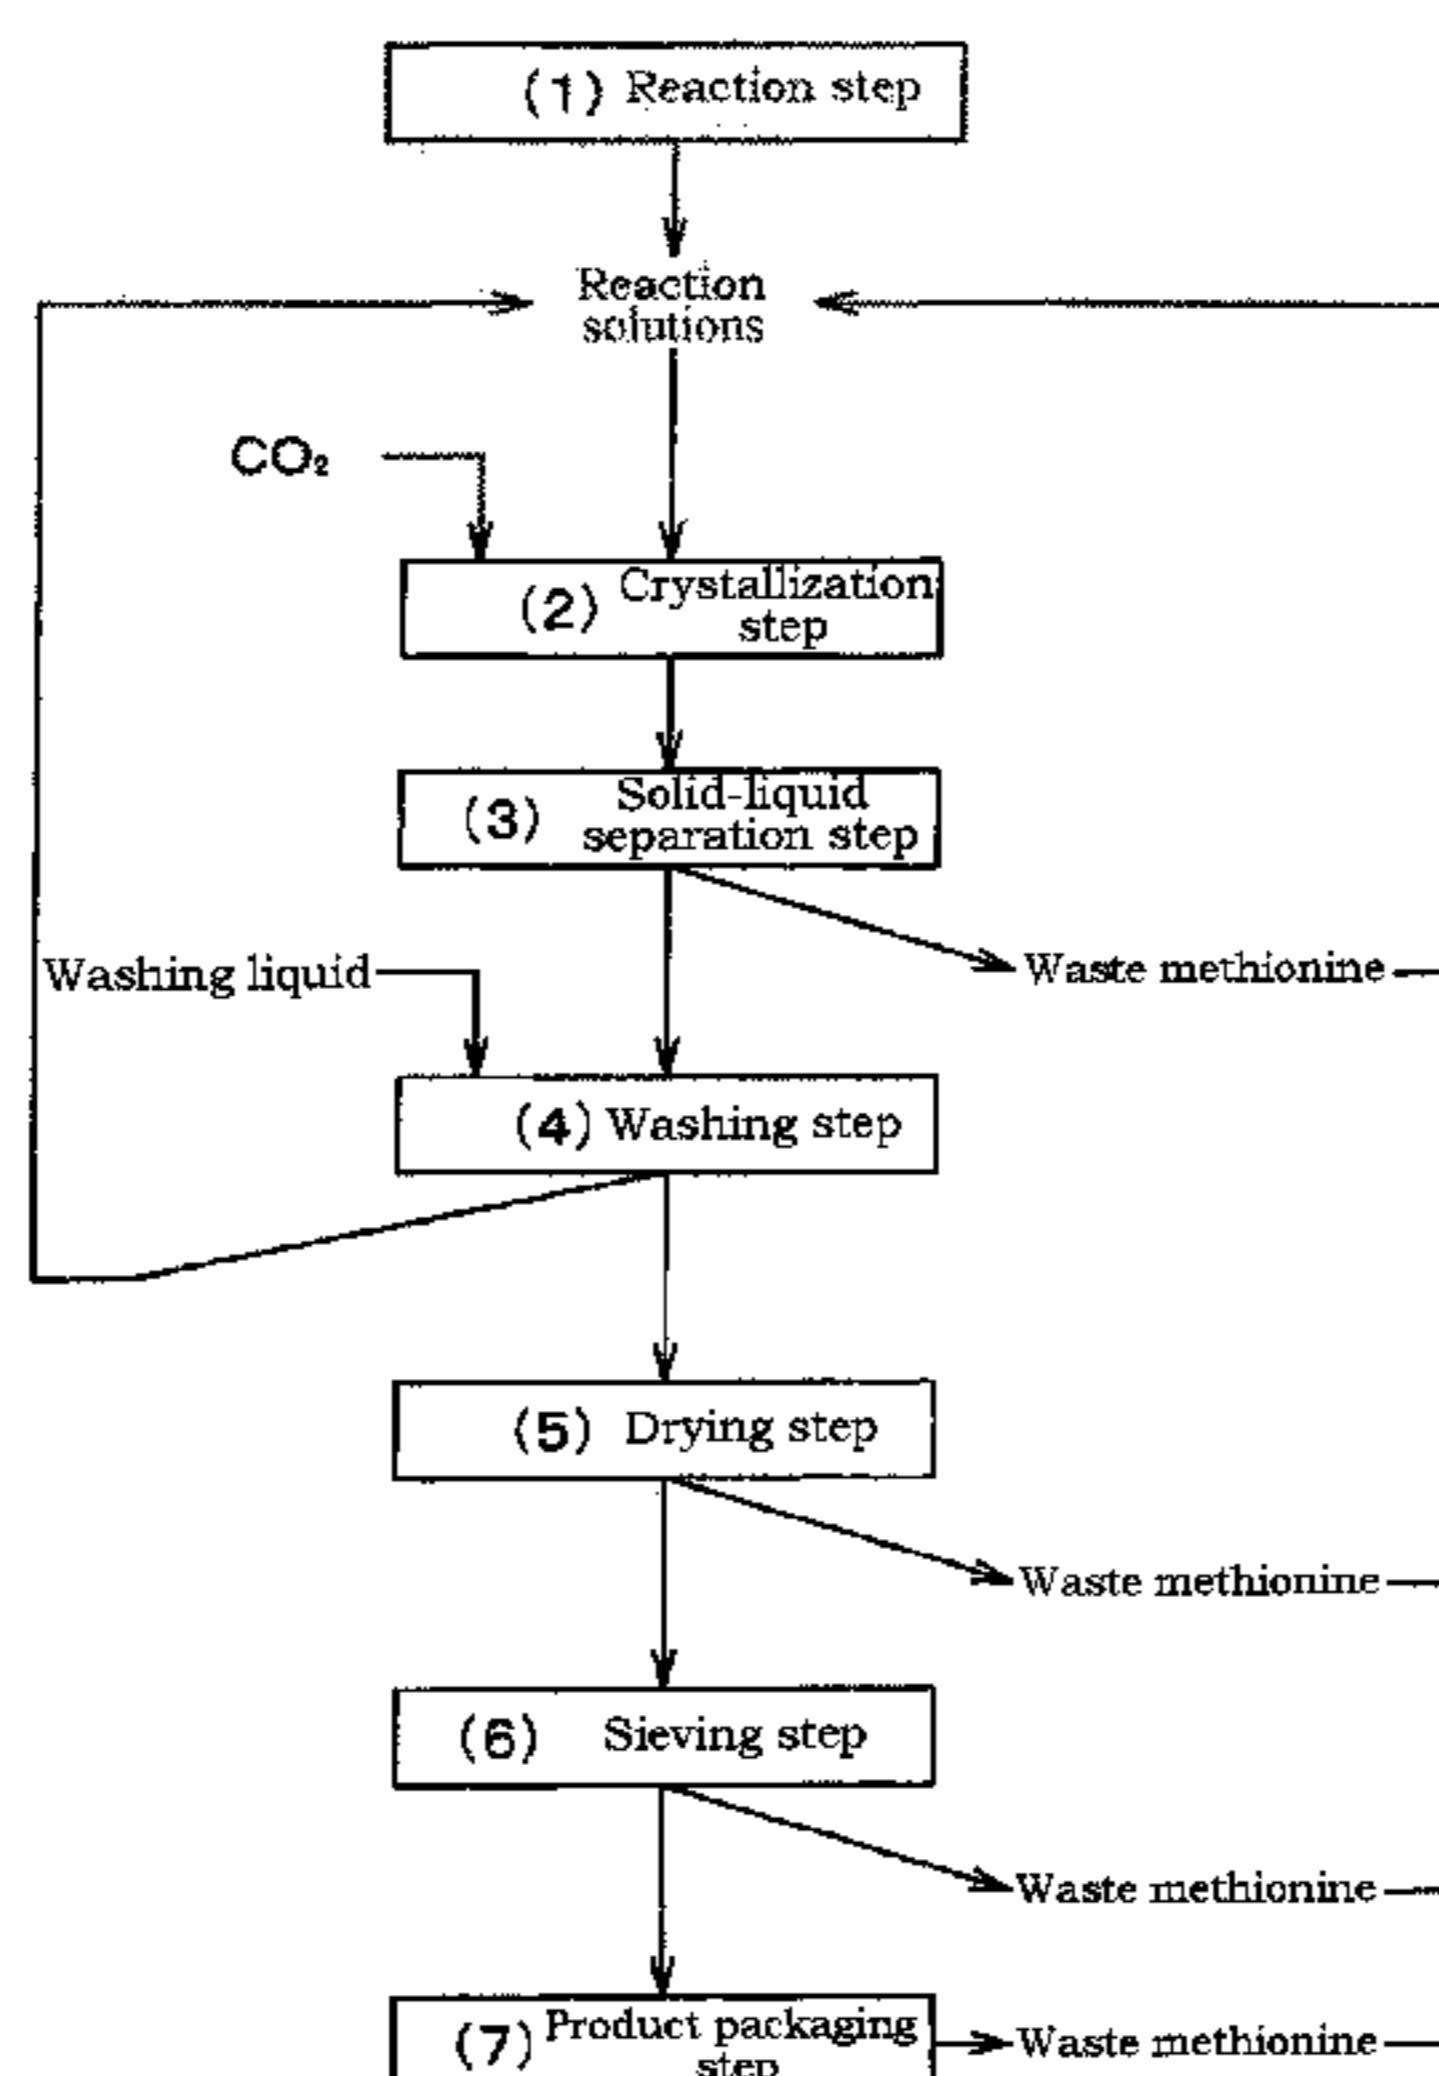 (1) Reaction step
Reaction
solutions
CO₂
(2) Crystallization
step
(3) Solid-liquid
separation step
Waste methionine
Washing liquid
(4) Washing step
(5) Drying step
Waste methionine
(6) Sieving step
Waste methionine
(7) Product packaging
step
Waste methionine